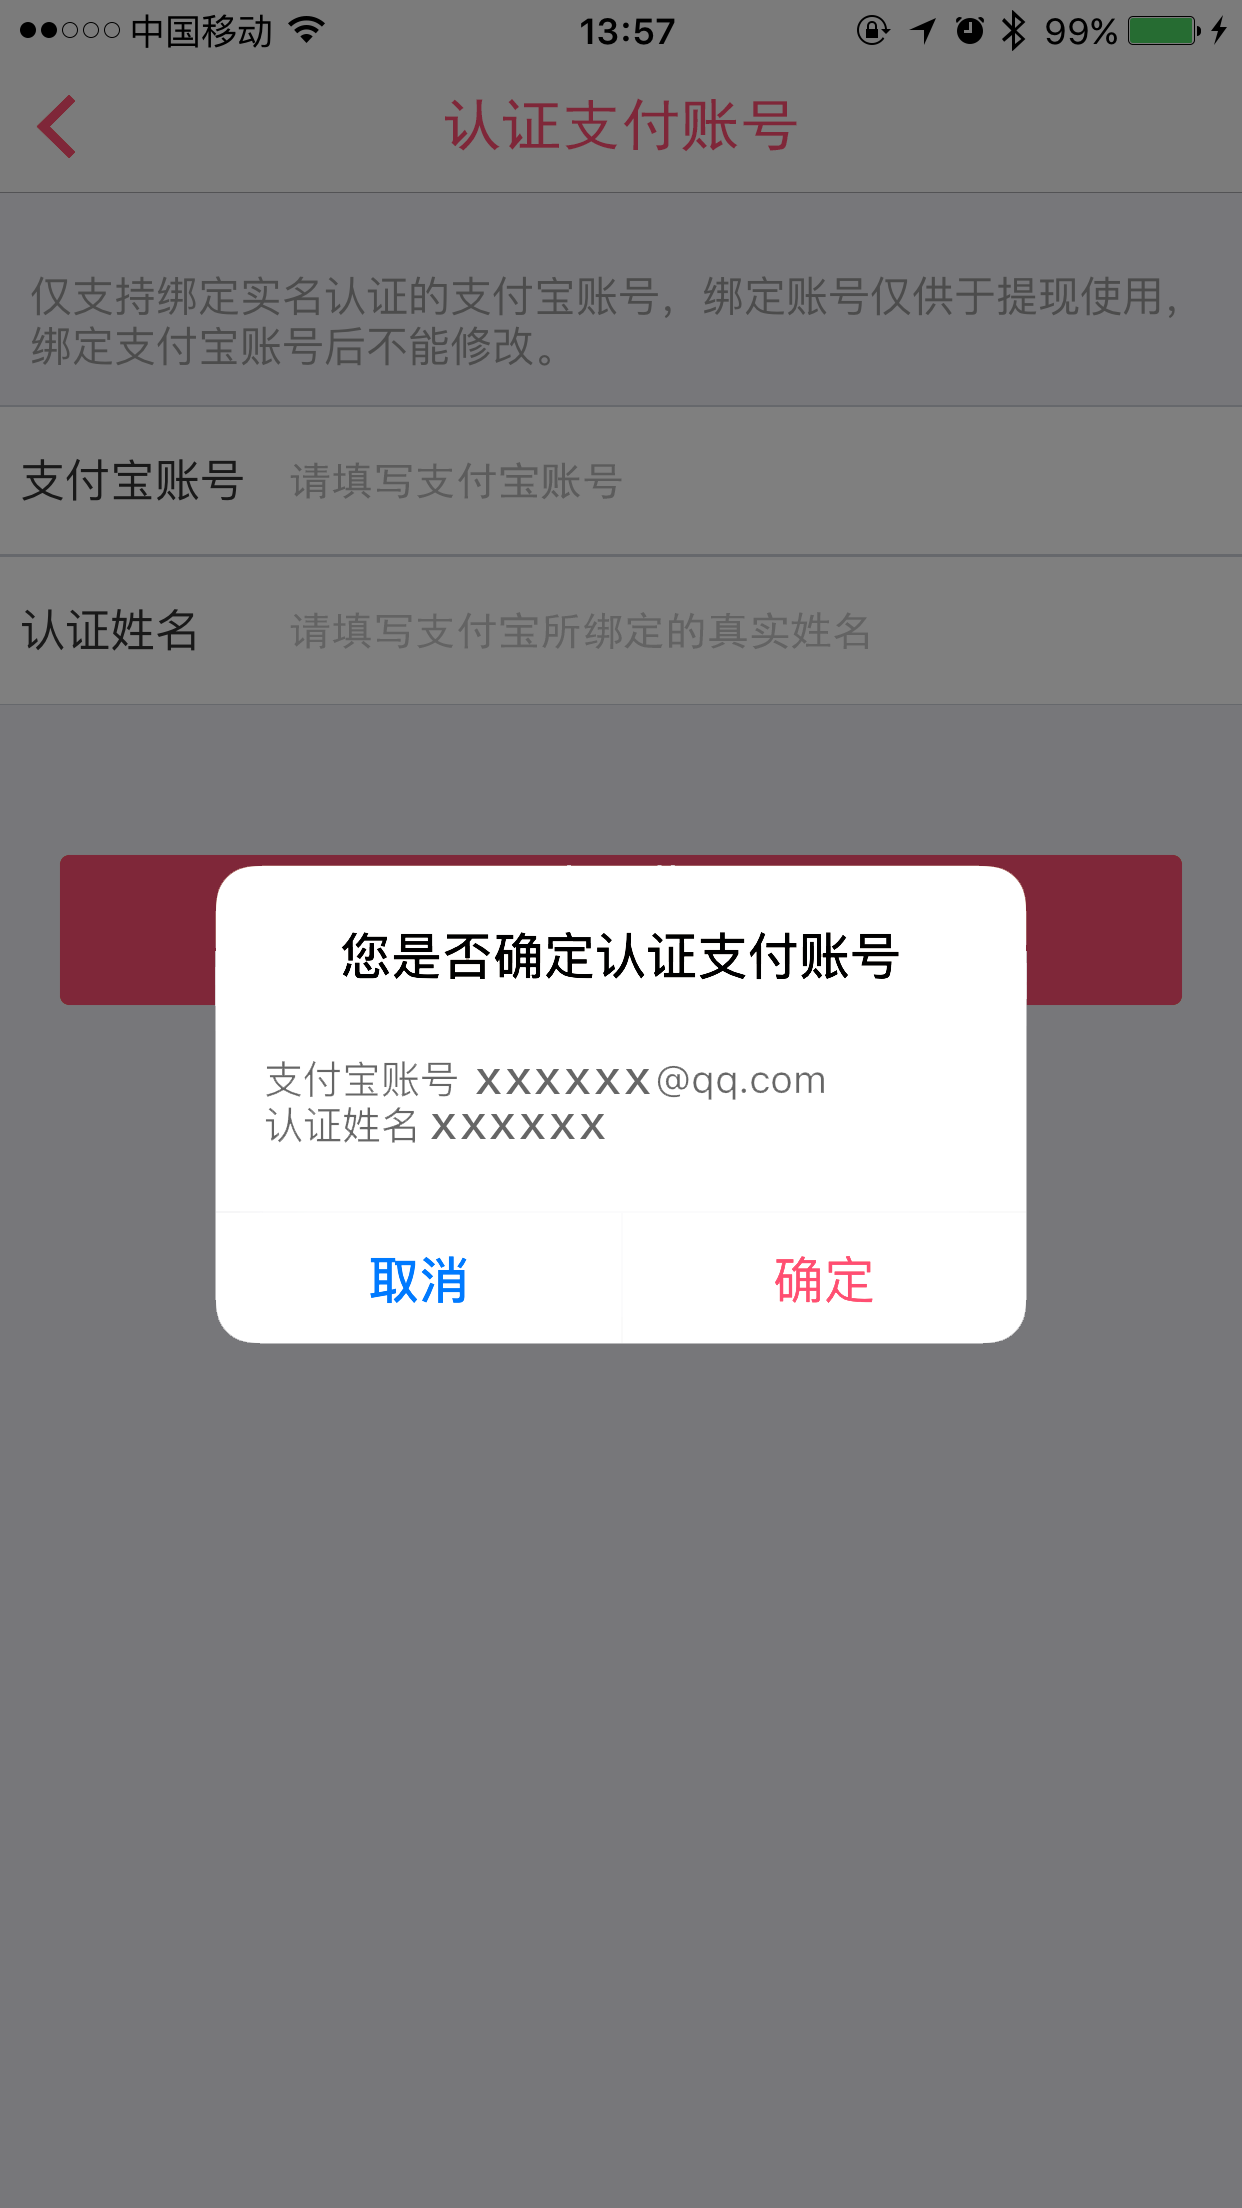 中国移动 13:57 99%
认证支付账号
仅支持绑定实名认证的支付宝账号，绑定账号仅供于提现使用，
绑定支付宝账号后不能修改。
支付宝账号 请填写支付宝账号
认证姓名 请填写支付宝所绑定的真实姓名
您是否确定认证支付账号
支付宝账号 xxxxxx@qq.com
认证姓名 xxxxxx
取消 确定